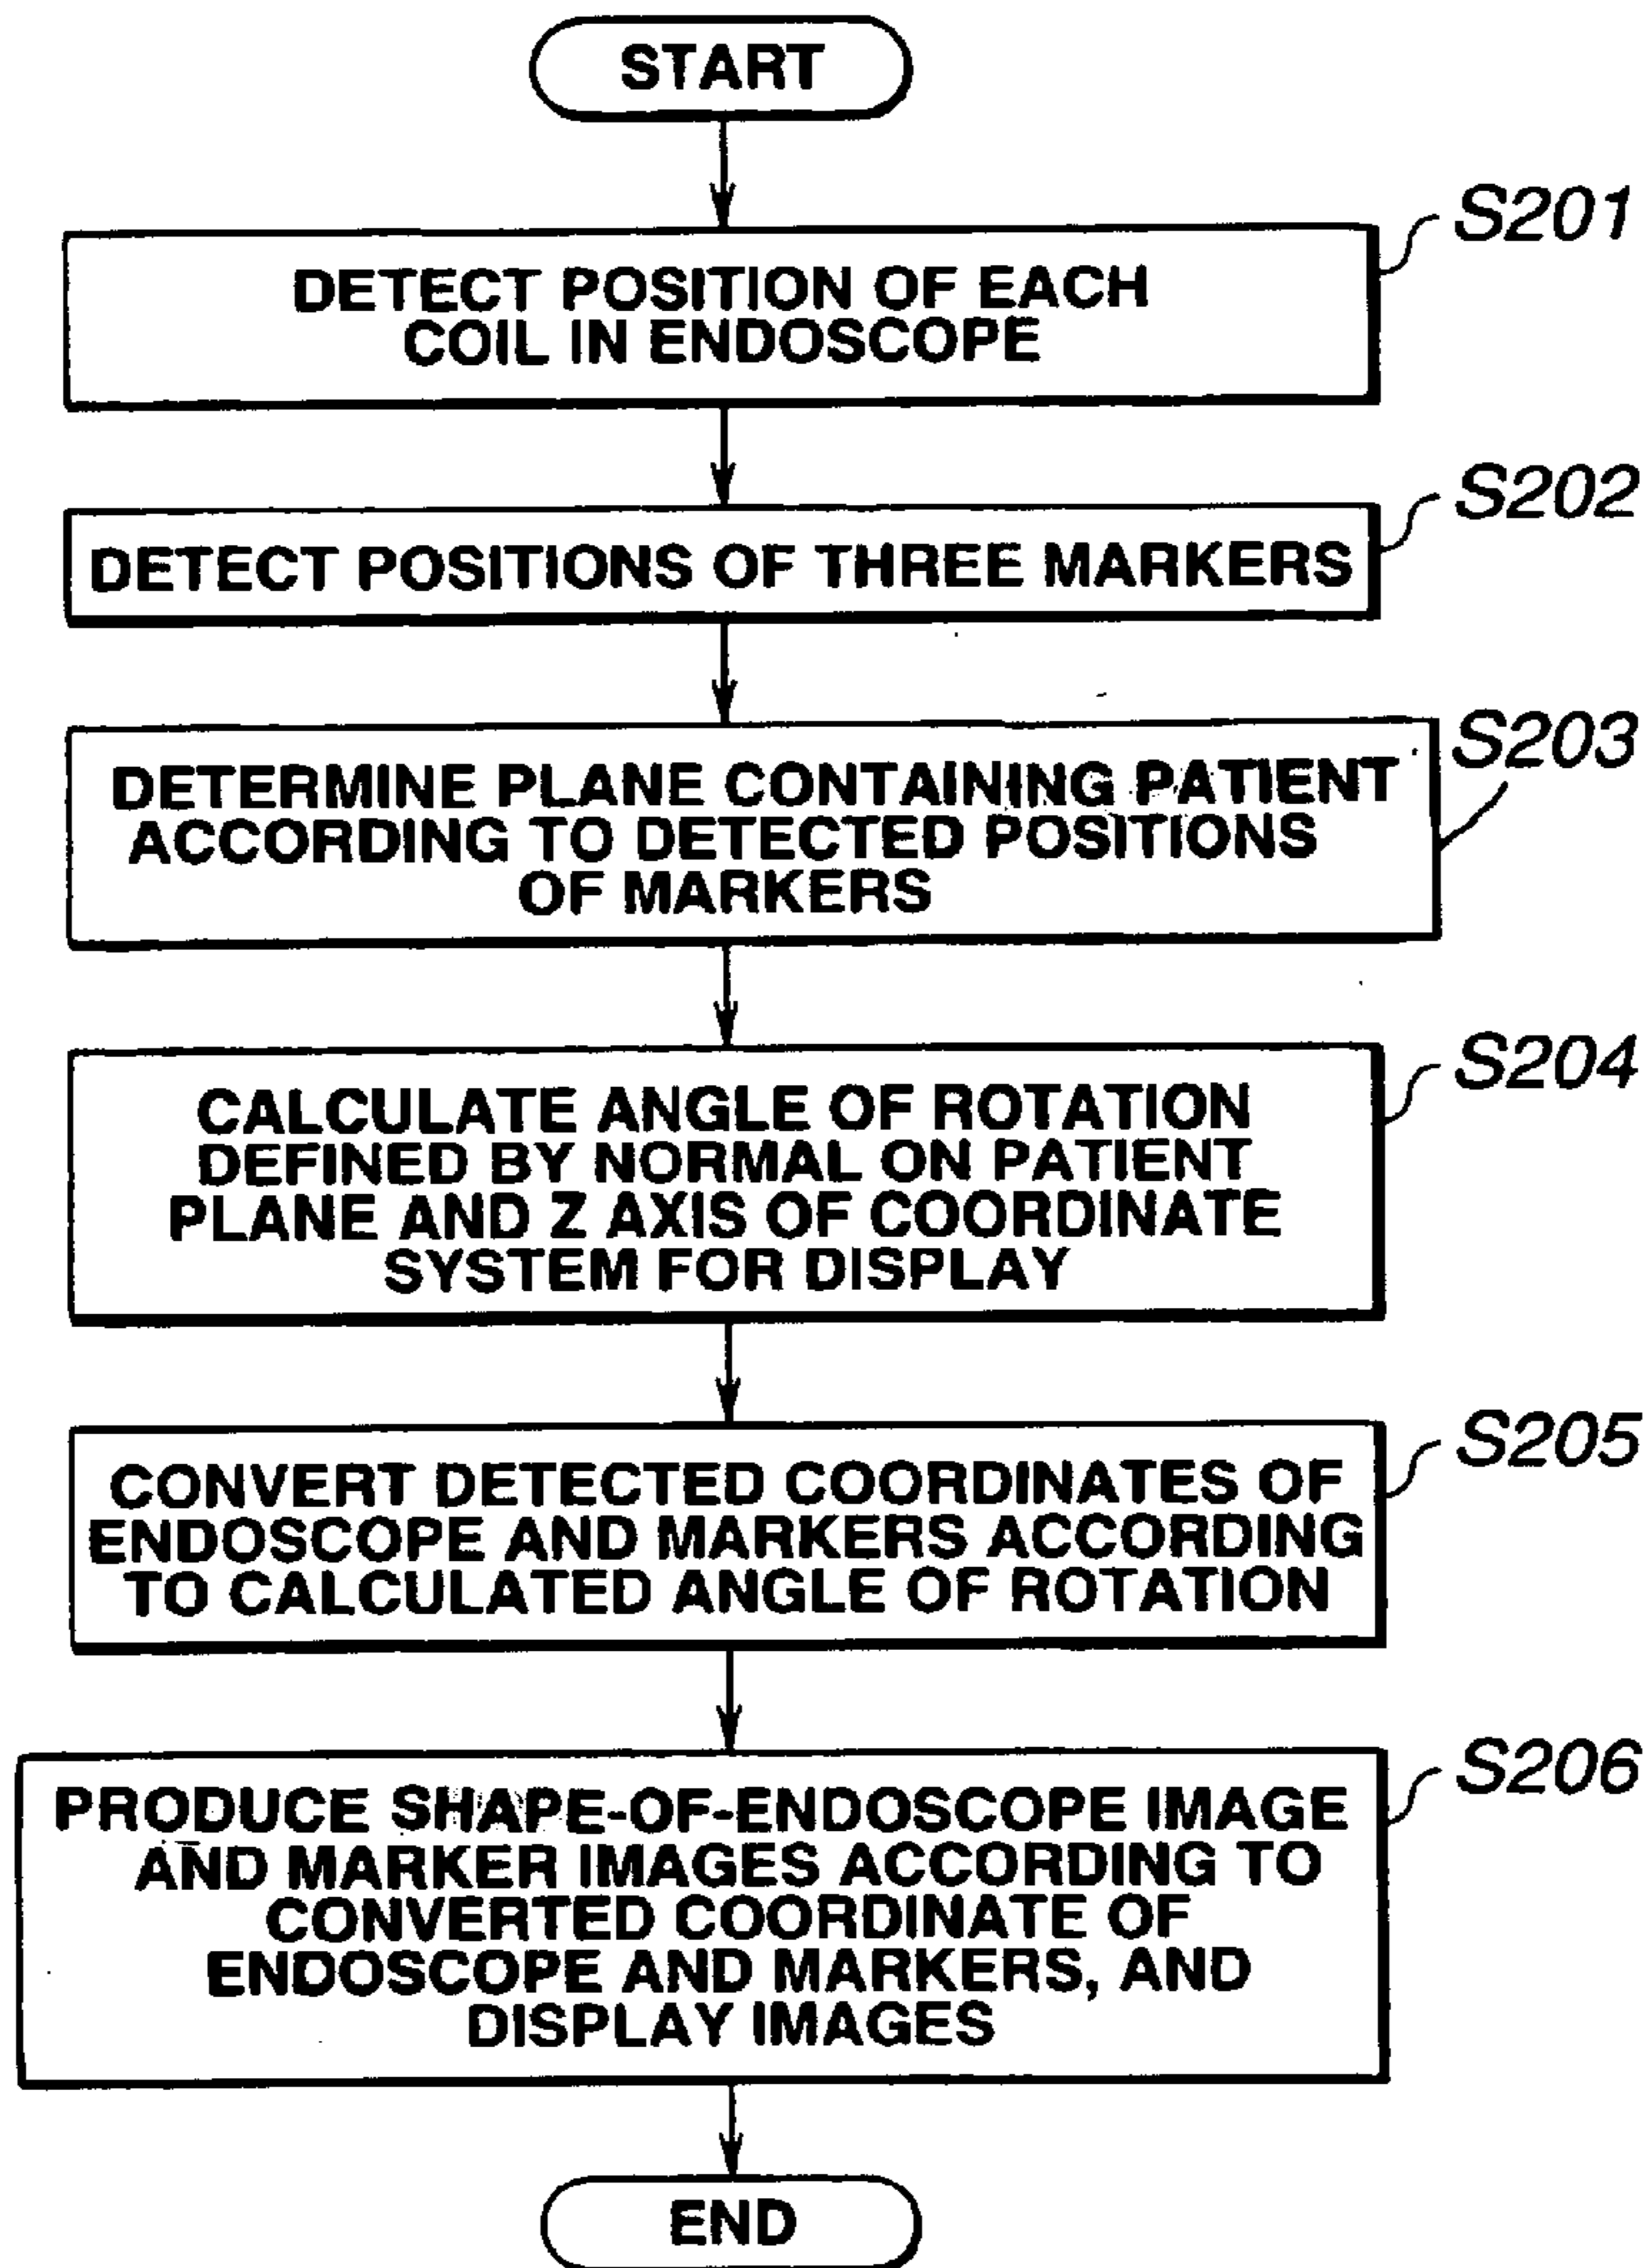 START
S201
DETECT POSITION OF EACH
COIL IN ENDOSCOPE
S202
DETECT POSITIONS OF THREE MARKERS
S203
DETERMINE PLANE CONTAINING PATIENT
ACCORDING TO DETECTED POSITIONS
OF MARKERS
S204
CALCULATE ANGLE OF ROTATION
DEFINED BY NORMAL ON PATIENT
PLANE AND Z AXIS OF COORDINATE
SYSTEM FOR DISPLAY
S205
CONVERT DETECTED COORDINATES OF
ENDOSCOPE AND MARKERS ACCORDING
TO CALCULATED ANGLE OF ROTATION
S206
PRODUCE SHAPE-OF-ENDOSCOPE IMAGE
AND MARKER IMAGES ACCORDING TO
CONVERTED COORDINATE OF
ENDOSCOPE AND MARKERS, AND
DISPLAY IMAGES
END